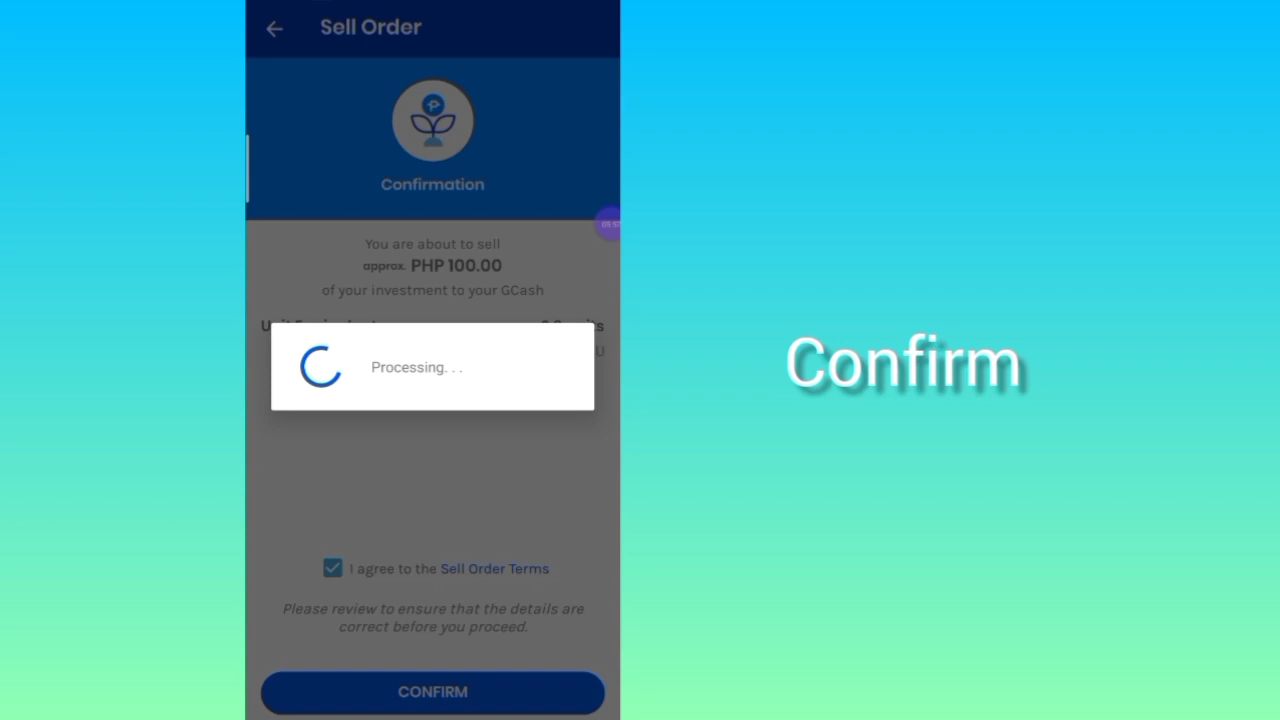 Sell Order
Confirmation
You are about to sell
approx. PHP 100.00
of your investment to your GCash
Processing. . .
I agree to the Sell Order Terms
Please review to ensure that the details are
correct before you proceed.
CONFIRM
Confirm